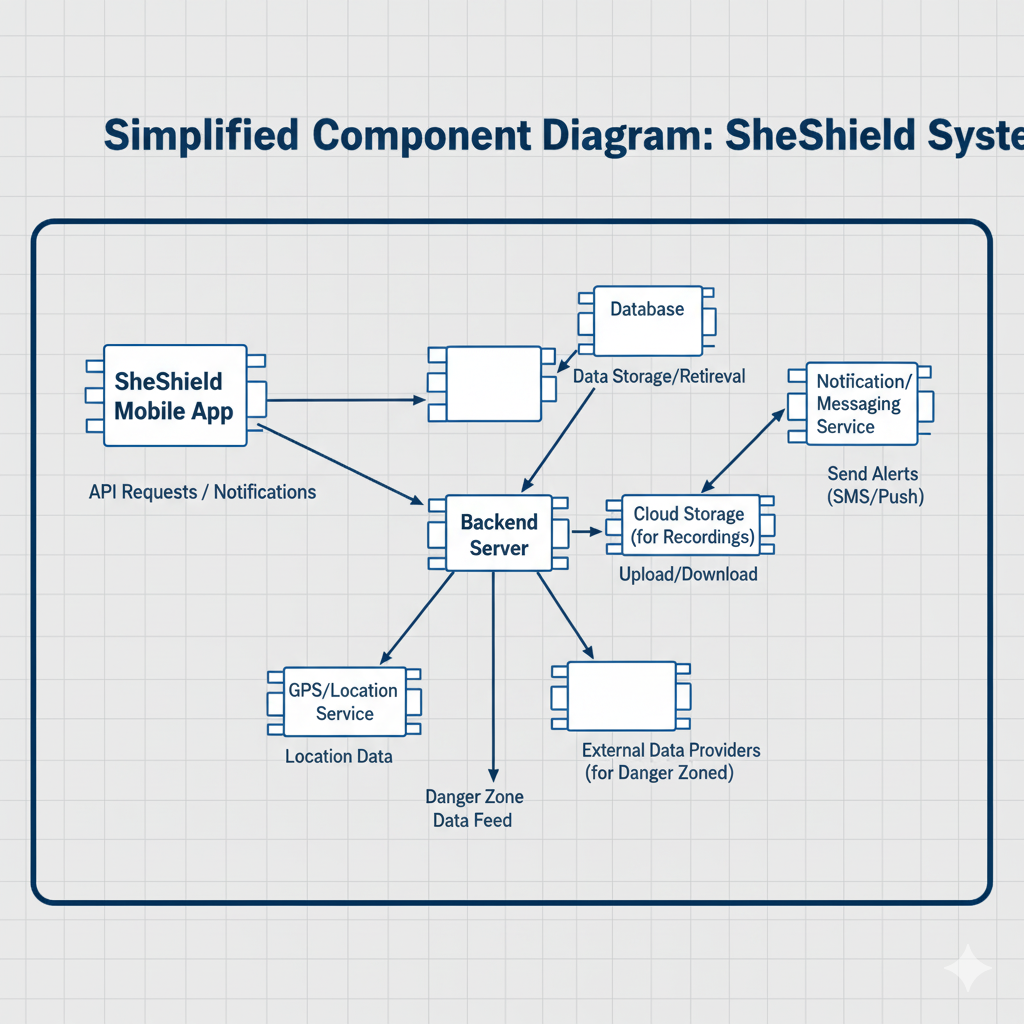 Simplified Component Diagram: SheShield Syste
Database
Data Storage/Retireval
SheShield
Mobile App
API Requests / Notifications
Notification/
Messaging
Service
Send Alerts
(SMS/Push)
Backend
Server
Cloud Storage
(for Recordings)
Upload/Download
GPS/Location
Service
Location Data
External Data Providers
(for Danger Zoned)
Danger Zone
Data Feed